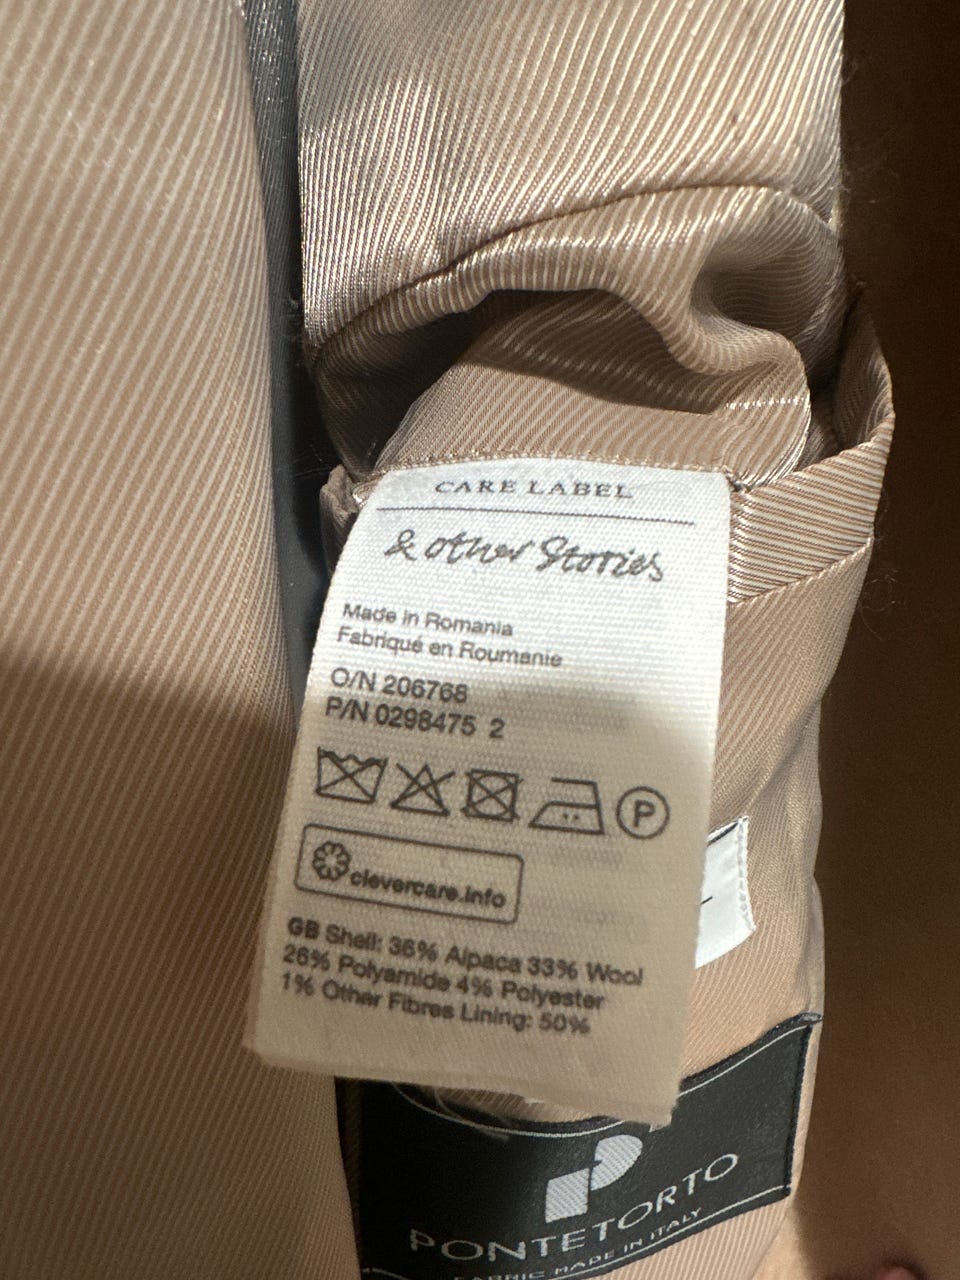 CARE LABEL
& other Stories
Made in Romania
Fabriqué en Roumanie
O/N 206768
P/N 0298475 2
P
clevercare.info
GB Shell: 36% Alpaca 33% Wool
26% Polyamide 4% Polyester
1% Other Fibres Lining: 50%
PONTETORTO
FABRIC MADE IN ITALY